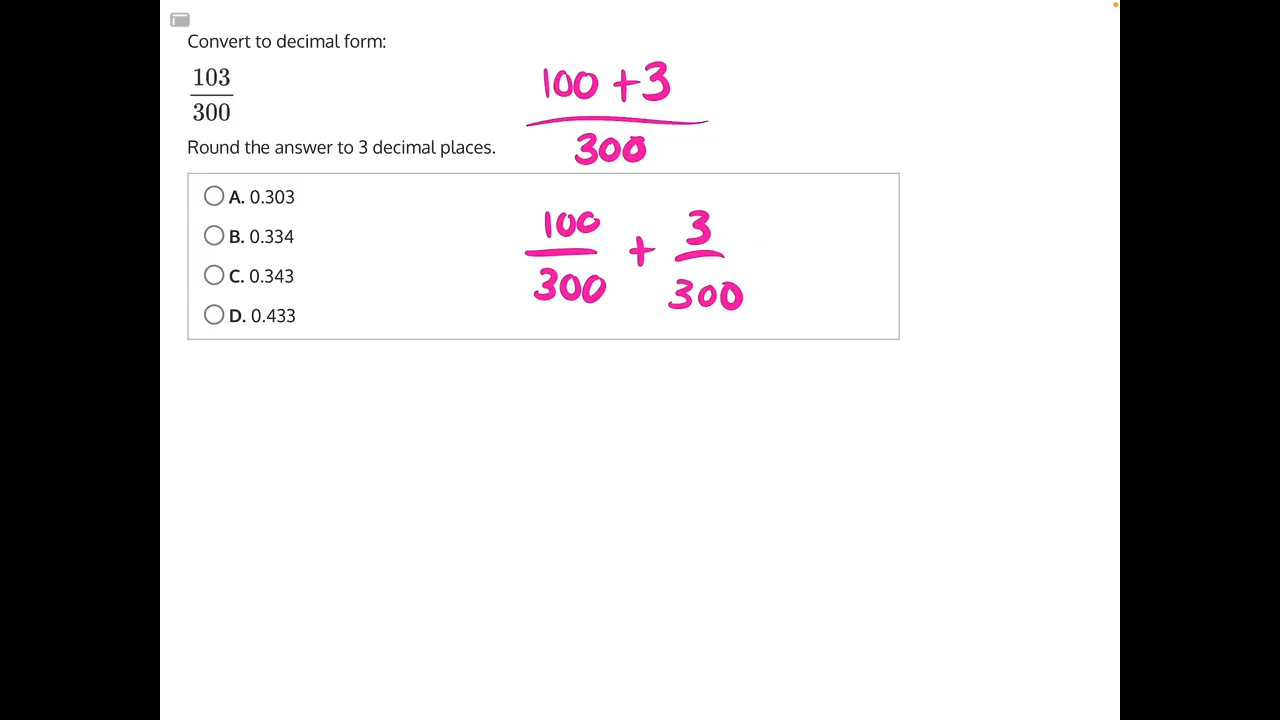 Convert to decimal form:
103
300
Round the answer to 3 decimal places.
A. 0.303
B. 0.334
C. 0.343
D. 0.433
100 + 3
300
100 + 3
300 300